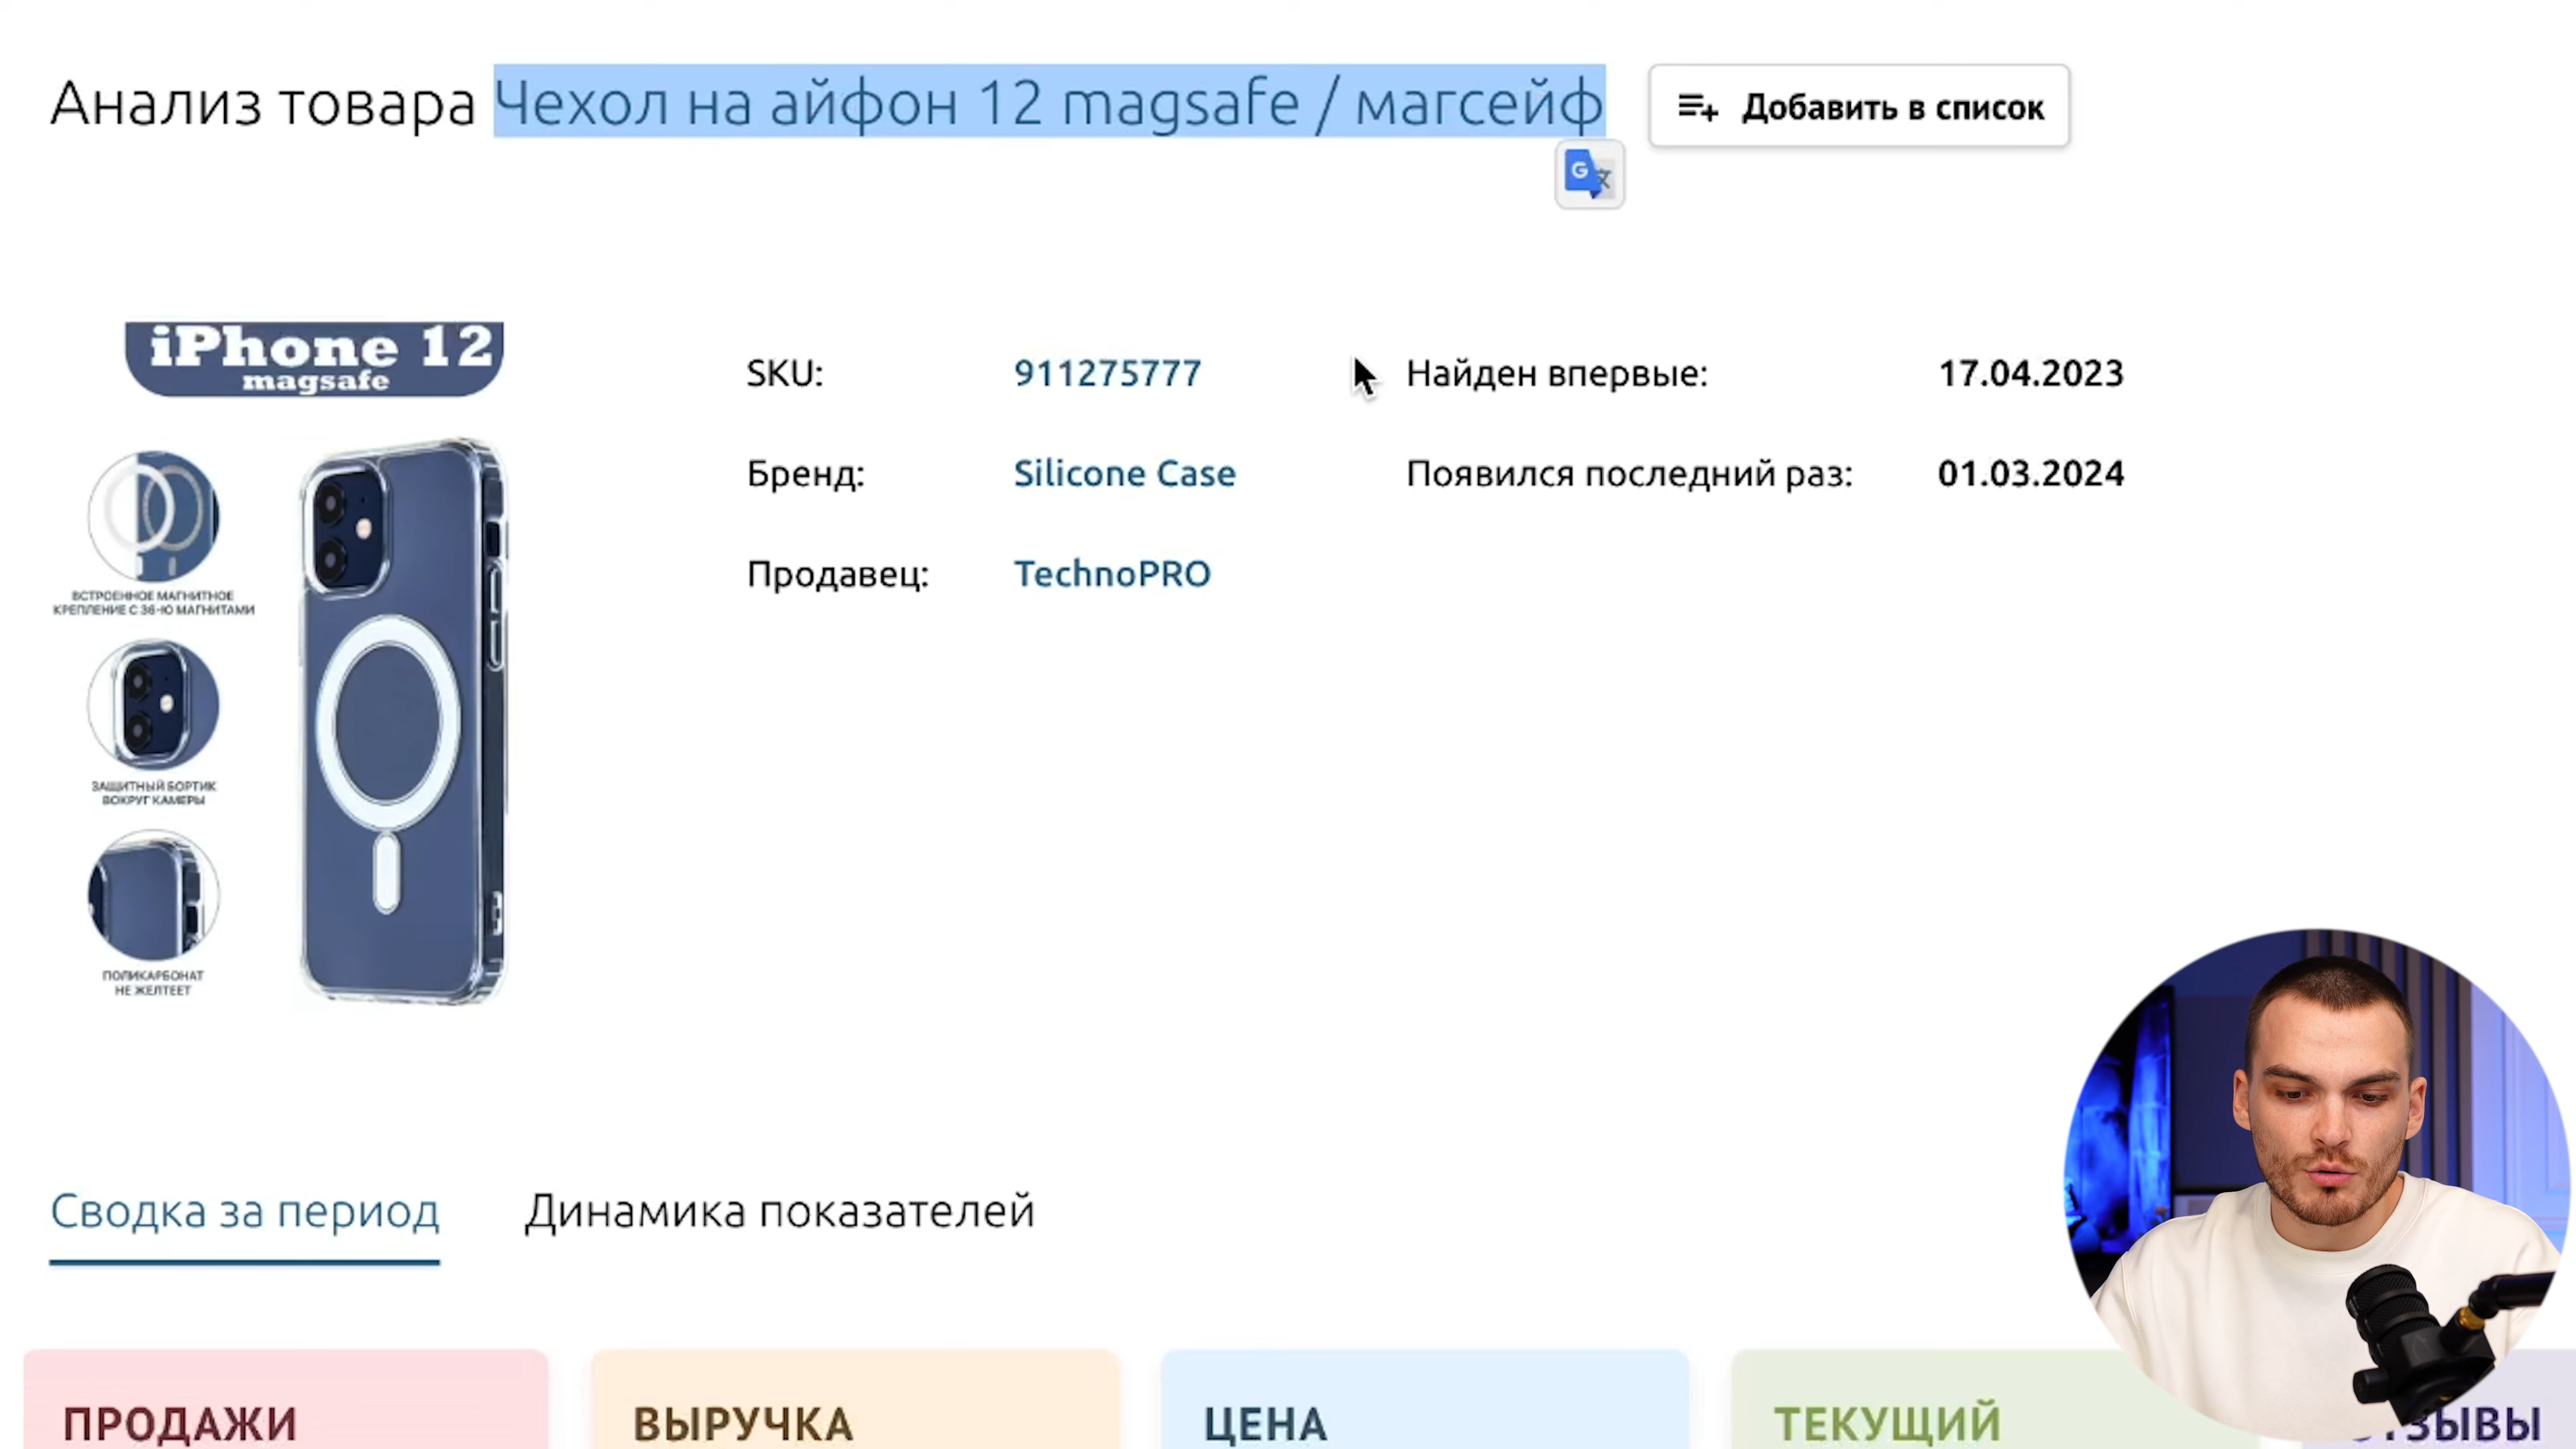 Анализ товара Чехол на айфон 12 magsafe / магсейф
Добавить в список
iPhone 12
magsafe
ВСТРОЕННОЕ МАГНИТНОЕ
КРЕПЛЕНИЕ С 36-Ю МАГНИТАМИ
ЗАЩИТНЫЙ БОРТИК
ВОКРУГ КАМЕРЫ
ПОЛИКАРБОНАТ
НЕ ЖЕЛТЕЕТ
SKU: 911275777
Найден впервые: 17.04.2023
Бренд: Silicone Case
Появился последний раз: 01.03.2024
Продавец: TechnoPRO
Сводка за период
Динамика показателей
ПРОДАЖИ
ВЫРУЧКА
ЦЕНА
ТЕКУЩИЙ